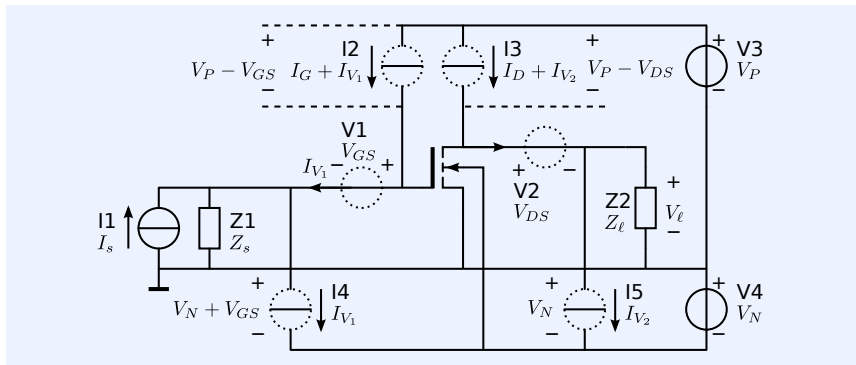 + I2 I3 + + V3
V_P − V_GS I_G + I_V1 I_D + I_V2 V_P − V_DS V_P
− − −
V1
V_GS
I_V1 − + + −
V2
V_DS
I1
I_s
Z1
Z_s
Z2
Z_ℓ
+
V_ℓ
−
+ I4 + I5 + V4
V_N + V_GS I_V1 V_N I_V2 V_N
− − −